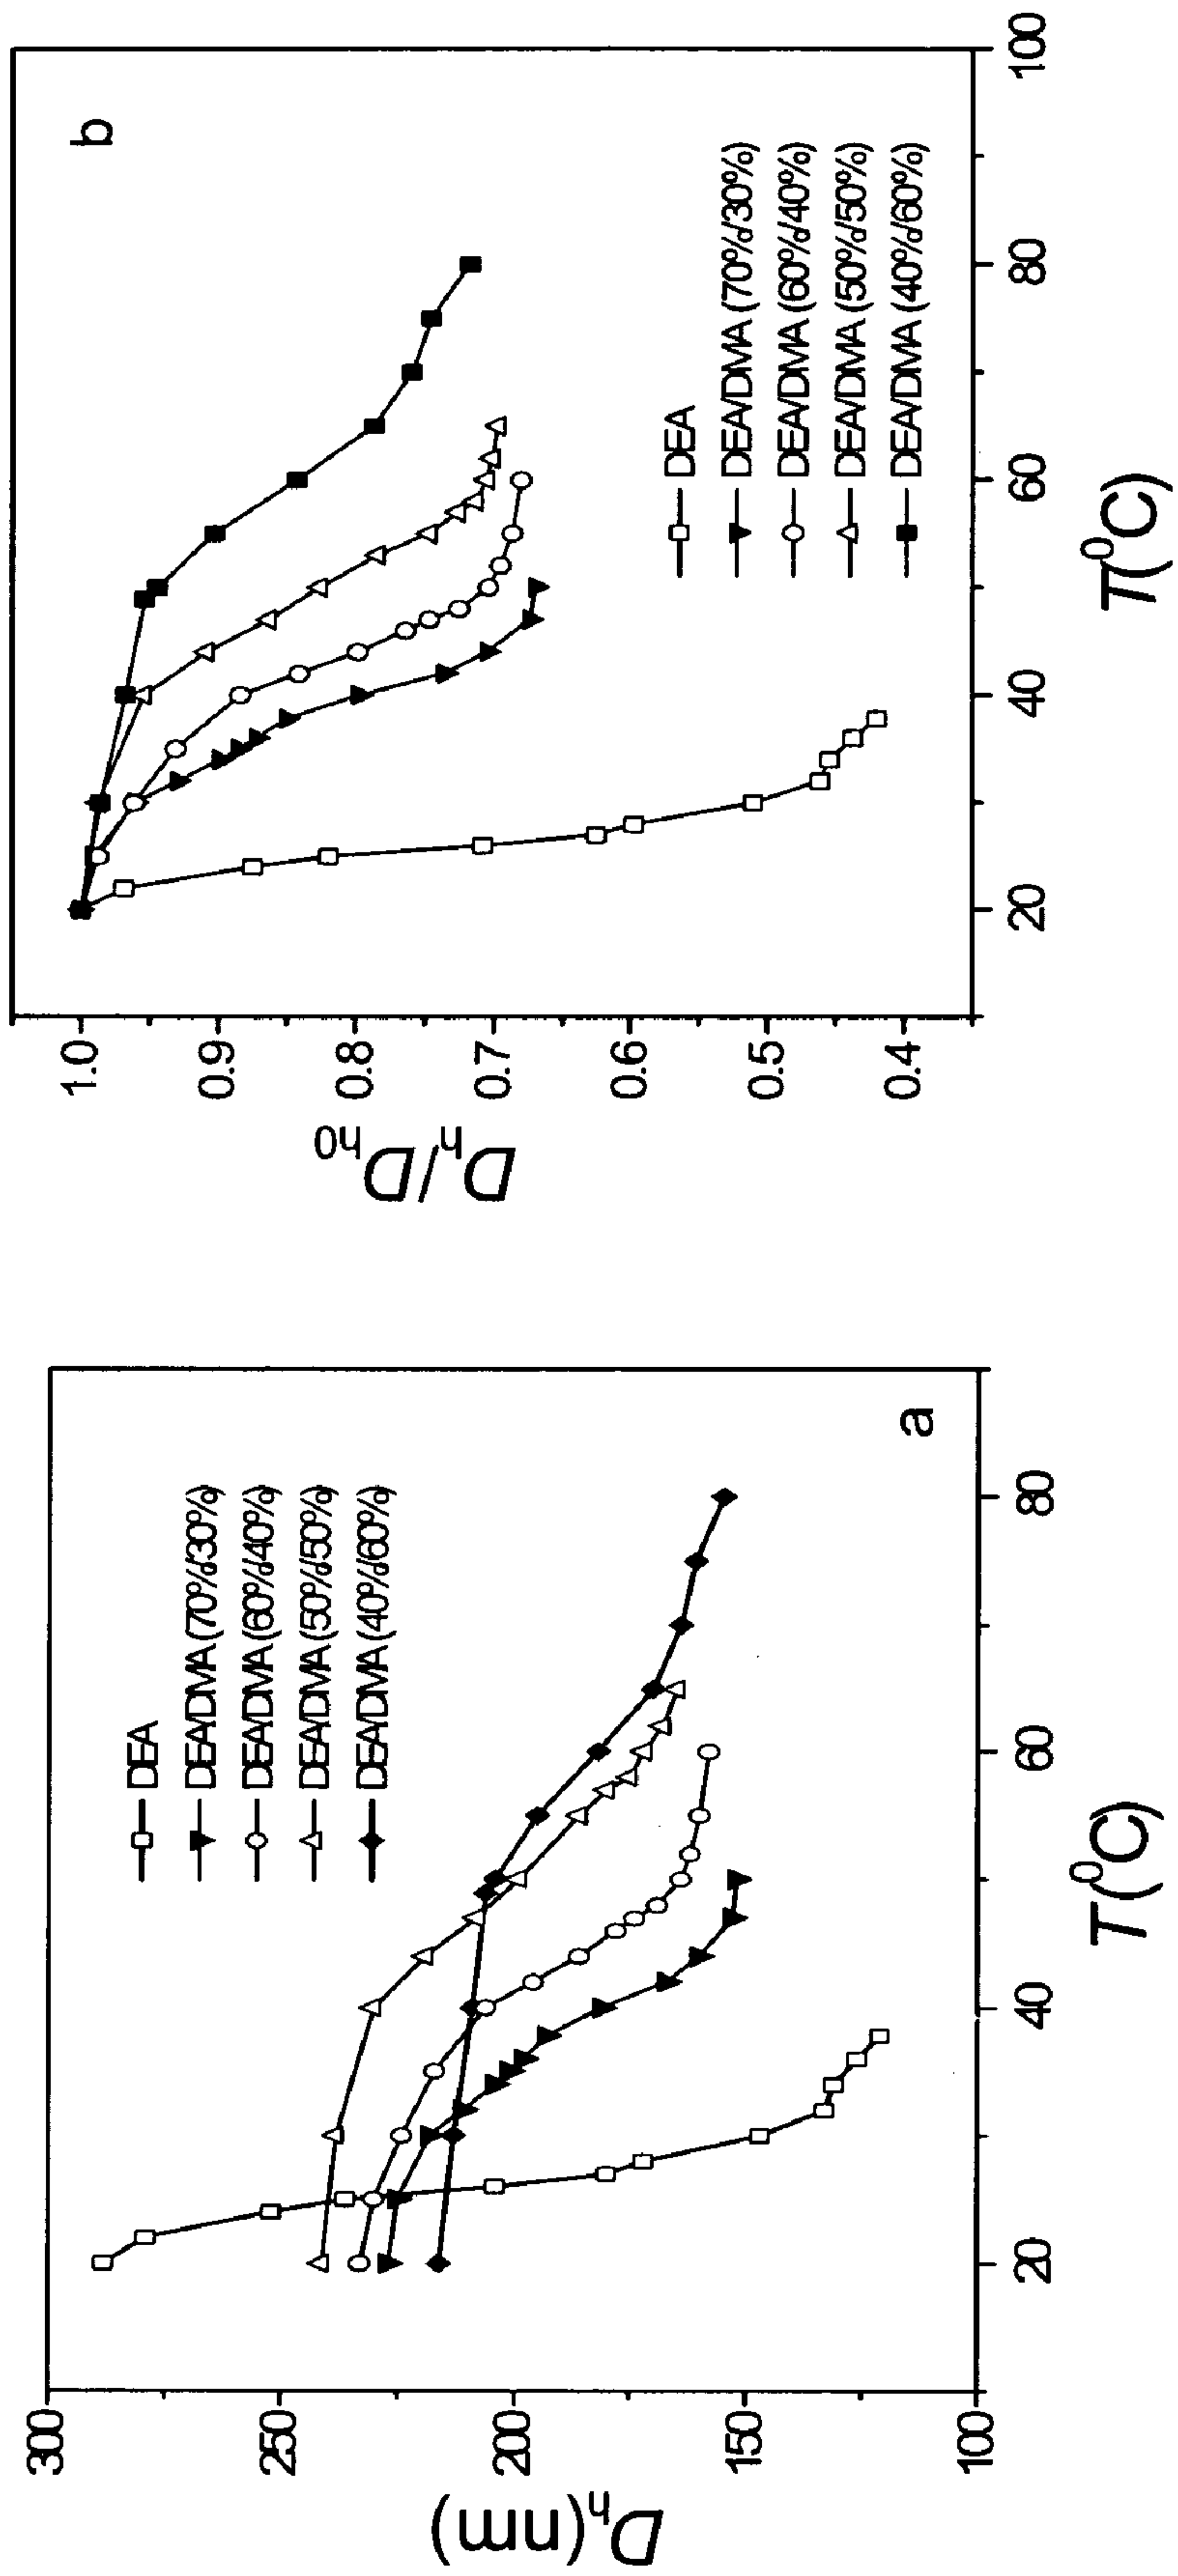 300
250
200
150
100
Dh(nm)
20
40
60
80
T (0C)
DEA
DEA/DMA (70%/30%)
DEA/DMA (60%/40%)
DEA/DMA (50%/50%)
DEA/DMA (40%/60%)
a
1.0
0.9
0.8
0.7
0.6
0.5
0.4
Dh/Dh0
20
40
60
80
100
T(0C)
DEA
DEA/DMA (70%/30%)
DEA/DMA (60%/40%)
DEA/DMA (50%/50%)
DEA/DMA (40%/60%)
b